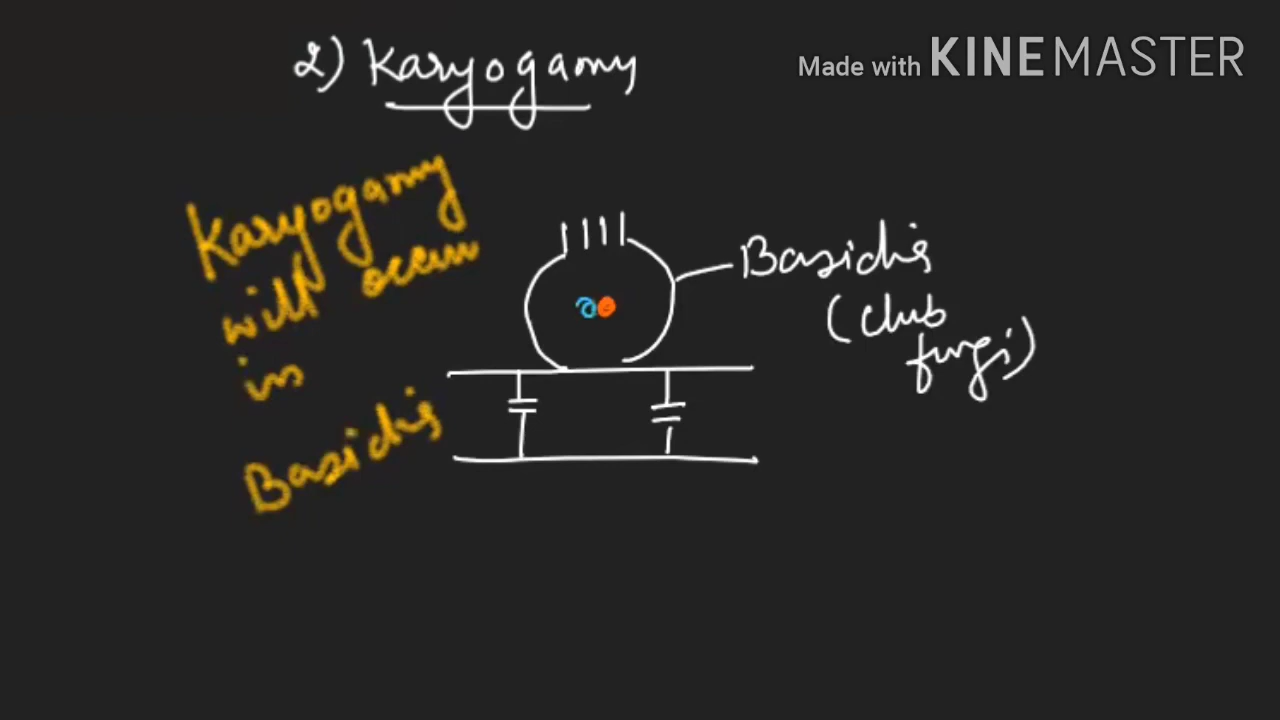 2) Karyogamy
Made with KINEMASTER
Karyogamy
will occur
in
Basidia
Basidia
(club
fungi)